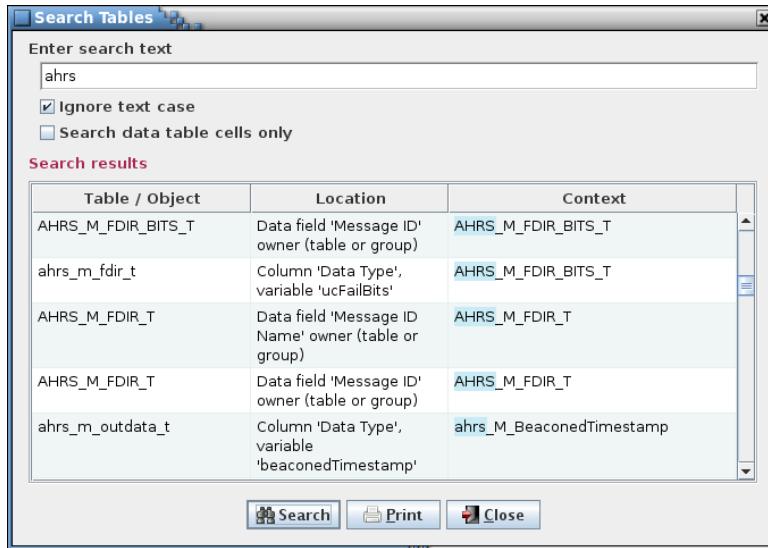 Search Tables
Enter search text
ahrs
Ignore text case
Search data table cells only
Search results
Table / Object Location Context
AHRS_M_FDIR_BITS_T Data field 'Message ID' AHRS_M_FDIR_BITS_T
owner (table or group)
ahrs_m_fdir_t Column 'Data Type', AHRS_M_FDIR_BITS_T
variable 'ucFailBits'
AHRS_M_FDIR_T Data field 'Message ID AHRS_M_FDIR_T
Name' owner (table or
group)
AHRS_M_FDIR_T Data field 'Message ID' AHRS_M_FDIR_T
owner (table or group)
ahrs_m_outdata_t Column 'Data Type', ahrs_M_BeaconedTimestamp
variable
'beaconedTimestamp'
Search Print Close